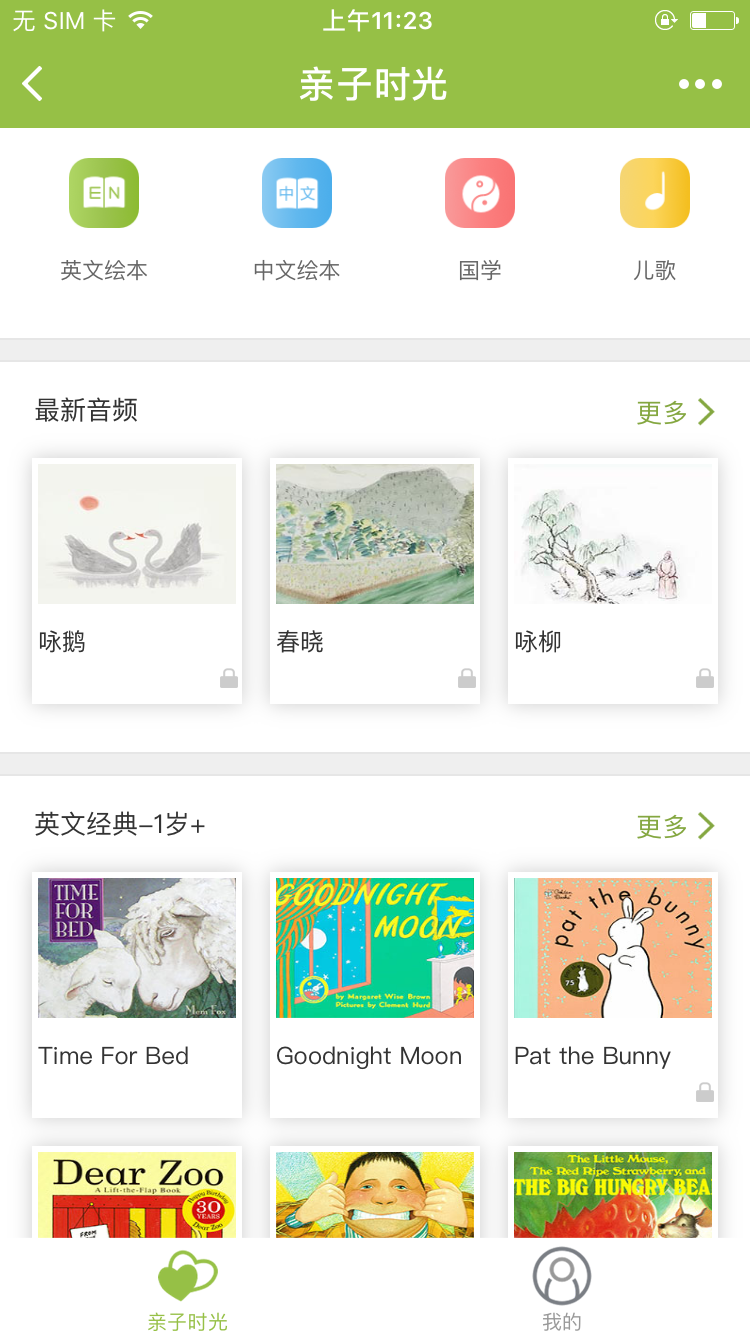 无 SIM 卡
上午11:23
亲子时光
EN
中文
英文绘本
中文绘本
国学
儿歌
最新音频
更多
咏鹅
春晓
咏柳
英文经典–1岁+
更多
TIME
FOR
BED
Mem Fox
GOODNIGHT
MOON
by Margaret Wise Brown
Pictures by Clement Hurd
pat the bunny
75
Time For Bed
Goodnight Moon
Pat the Bunny
Dear Zoo
A Lift-the-Flap Book
Happy Birthday
30
YEARS
Dear Zoo
FROM
The Little Mouse,
The Red Ripe Strawberry, and
THE BIG HUNGRY BEA
亲子时光
我的